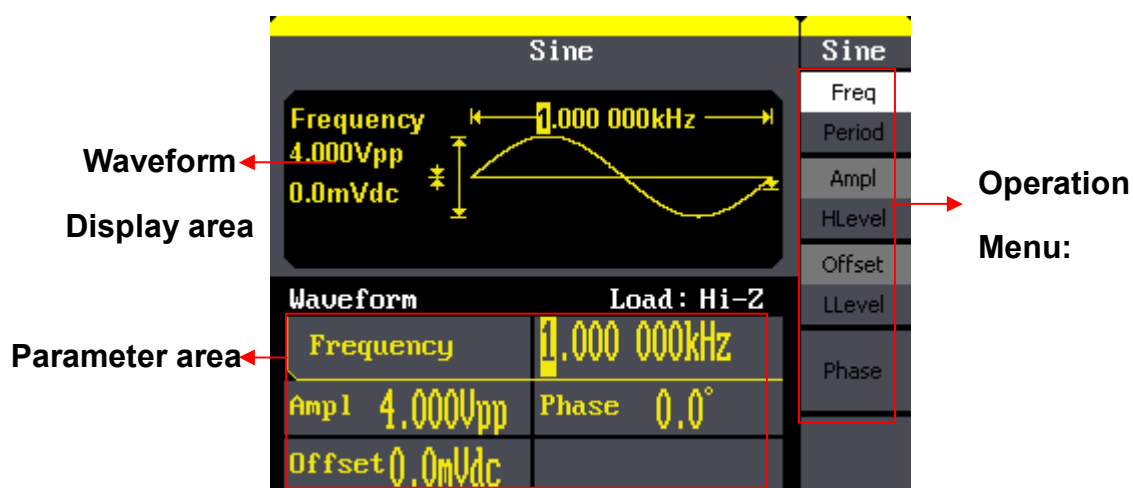 Sine
Sine
Frequency
1.000 000kHz
4.000Vpp
0.0mVdc
Waveform
Display area
Freq
Period
Ampl
HLevel
Offset
LLevel
Phase
Operation
Menu:
Waveform Load: Hi-Z
Parameter area
Frequency 1.000 000kHz
Ampl 4.000Vpp Phase 0.0°
Offset 0.0mVdc